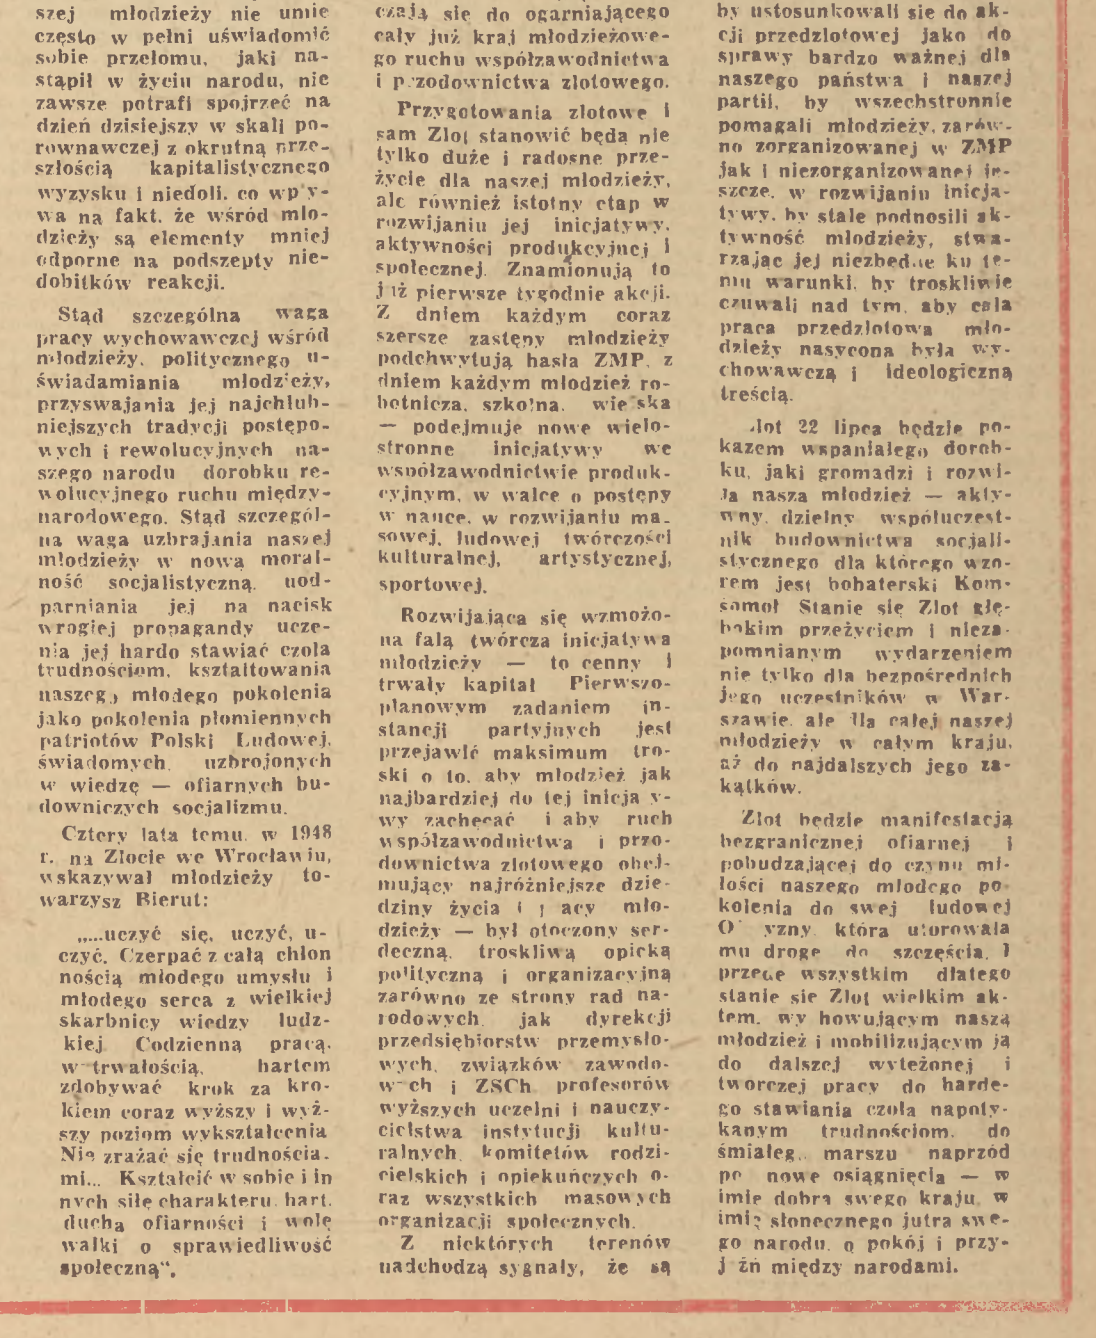 szej młodzieży nie umie
często w pełni uświadomić
sobie przełomu, jaki na-
stąpił w życiu narodu, nie
zawsze potrafi spojrzeć na
dzień dzisiejszy w skali po-
równawczej z okrutną prze-
szłością kapitalistycznego
wyzysku i niedoli, co wpływa
na fakt, że wśród mło-
dzieży są elementy mniej
odporne na podszepty nie-
dobitków reakcji.
Stąd szczególna waga
pracy wychowawczej wśród
młodzieży, politycznego u-
świadamiania młodzieży,
przyswajania jej najchlub-
niejszych tradycji postępo-
wych i rewolucyjnych na-
szego narodu dorobku re-
wolucyjnego ruchu między-
narodowego. Stąd szczegól-
na waga uzbrajania naszej
młodzieży w nową moral-
ność socjalistyczną, uod-
parniania jej na nacisk
wrogiej propagandy ucze-
nia jej hardo stawiać czoła
trudnościom, kształtowania
naszego młodego pokolenia
jako pokolenia płomiennych
patriotów Polski Ludowej,
świadomych, uzbrojonych
w wiedzę — ofiarnych bu-
downiczych socjalizmu.
Cztery lata temu, w 1948
r. na Zlocie we Wrocławiu,
wskazywał młodzieży to-
warzysz Bierut:
„...uczyć się, uczyć, u-
czyć. Czerpać z całą chłon
nością młodego umysłu i
młodego serca z wielkiej
skarbnicy wiedzy ludz-
kiej Codzienną pracą,
wytrwałością, hartem
zdobywać krok za kro-
kiem coraz wyższy i wyż-
szy poziom wykształcenia
Nie zrażać się trudnościa-
mi... Kształcić w sobie i in
nych siłę charakteru, hart
ducha ofiarności i wolę
walki o sprawiedliwość
społeczną“.
czają się do ogarniającego
cały już kraj młodzieżowe-
go ruchu współzawodnictwa
i przodownictwa zlotowego.
Przygotowania zlotowe i
sam Zlot stanowić będą nie
tylko duże i radosne prze-
życie dla naszej młodzieży,
ale również istotny etap w
rozwijaniu jej inicjatywy,
aktywności produkcyjnej i
społecznej. Znamionują to
już pierwsze tygodnie akcji.
Z dniem każdym coraz
szersze zastępy młodzieży
podchwytują hasła ZMP, z
dniem każdym młodzież ro-
botnicza, szkolna, wiejska
— podejmuje nowe wielo-
stronne inicjatywy we
współzawodnictwie produk-
cyjnym, w walce o postępy
w nauce, w rozwijaniu ma-
sowej, ludowej twórczości
kulturalnej, artystycznej,
sportowej.
Rozwijająca się wzmożo-
na falą twórcza inicjatywa
młodzieży — to cenny i
trwały kapitał Pierwszo-
planowym zadaniem in-
stancji partyjnych jest
przejawić maksimum tro-
ski o to, aby młodzież jak
najbardziej do tej inicjaty-
wy zachęcać i aby ruch
współzawodnictwa i przo-
downictwa zlotowego obej-
mujący najróżniejsze dzie-
dziny życia i pracy mło-
dzieży — był otoczony ser-
deczną, troskliwą opieką
polityczną i organizacyjną
zarówno ze strony rad na-
rodowych, jak dyrekcji
przedsiębiorstw przemysło-
wych, związków zawodo-
wych i ZSCh, profesorów
wyższych uczelni i nauczy-
cielstwa instytucji kultu-
ralnych, komitetów rodzi-
cielskich i opiekuńczych o-
raz wszystkich masowych
organizacji społecznych.
Z niektórych terenów
nadchodzą sygnały, że są
by ustosunkowali się do ak-
cji przedzlotowej jako do
sprawy bardzo ważnej dla
naszego państwa i naszej
partii, by wszechstronnie
pomagali młodzieży, zarów-
no zorganizowanej w ZMP
jak i niezorganizowanej je-
szcze, w rozwijaniu inicja-
tywy, by stale podnosili ak-
tywność młodzieży, stwa-
rzając jej niezbędne ku te-
mu warunki, by troskliwie
czuwali nad tym, aby cała
praca przedzlotowa mło-
dzieży nasycona była wy-
chowawczą i ideologiczną
treścią.
Zlot 22 lipca będzie po-
kazem wspaniałego dorob-
ku, jaki gromadzi i rozwi-
ja nasza młodzież — akty-
wny, dzielny współuczest-
nik budownictwa socjali-
stycznego dla którego wzo-
rem jest bohaterski Kom-
somoł Stanie się Zlot głę-
bokim przeżyciem i nieza-
pomnianym wydarzeniem
nie tylko dla bezpośrednich
jego uczestników w War-
szawie, ale dla całej naszej
młodzieży w całym kraju,
aż do najdalszych jego za-
kątków.
Zlot będzie manifestacją
bezgranicznej ofiarnej i
pobudzającej do czynu mi-
łości naszego młodego po-
kolenia do swej ludowej
Ojczyzny, która utorowała
mu drogę do szczęścia. I
przede wszystkim dlatego
stanie się Zlot wielkim ak-
tem, wychowującym naszą
młodzież i mobilizującym ją
do dalszej wytężonej i
twórczej pracy do harde-
go stawiania czoła napoty-
kanym trudnościom, do
śmiałego, marszu naprzód
po nowe osiągnięcia — w
imię dobra swego kraju, w
imię słonecznego jutra swe-
go narodu, o pokój i przy-
jaźń między narodami.